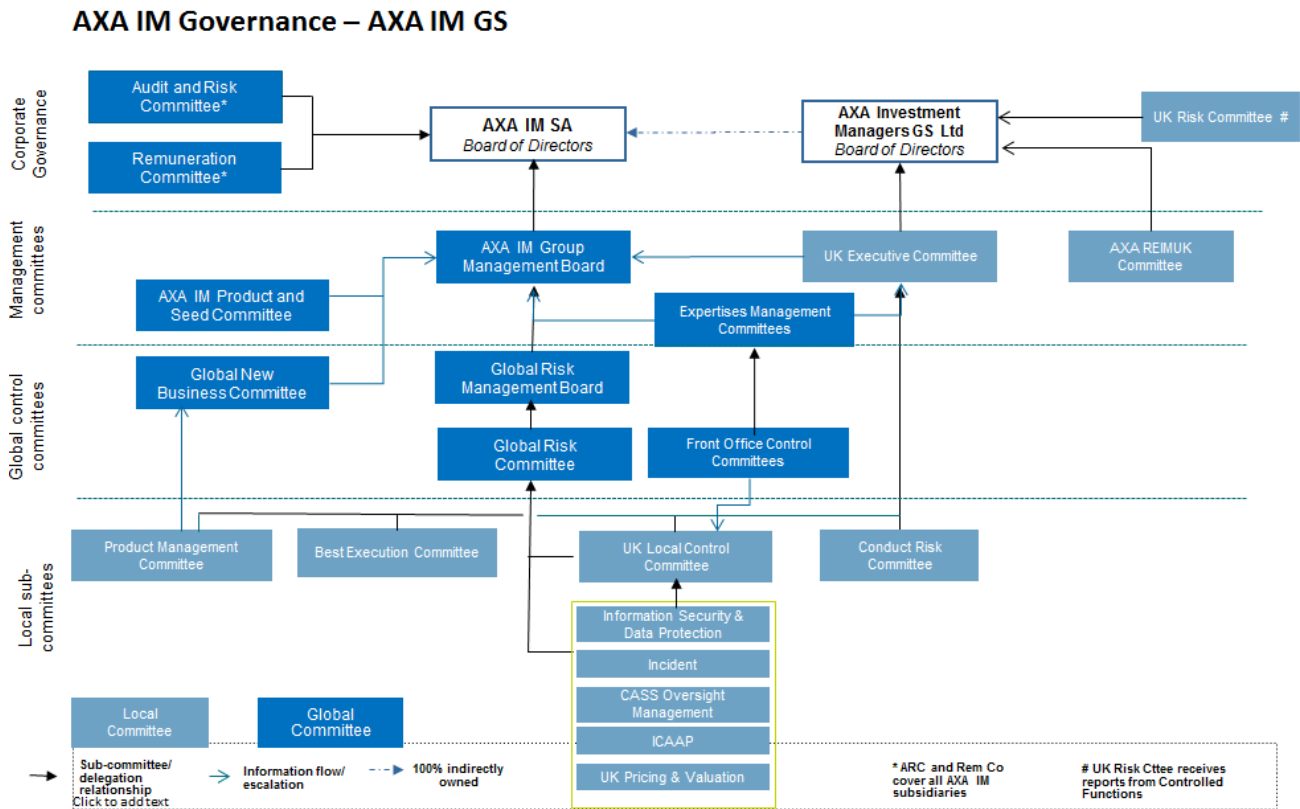 AXA IM Governance – AXA IM GS
Corporate
Governance
Audit and Risk
Committee*
Remuneration
Committee*
AXA IM SA
Board of Directors
AXA Investment
Managers GS Ltd
Board of Directors
UK Risk Committee #
Management
committees
AXA IM Group
Management Board
UK Executive Committee
AXA REIMUK
Committee
AXA IM Product and
Seed Committee
Expertises Management
Committees
Global control
committees
Global New
Business Committee
Global Risk
Management Board
Global Risk
Committee
Front Office Control
Committees
Local sub-
committees
Product Management
Committee
Best Execution Committee
UK Local Control
Committee
Conduct Risk
Committee
Information Security &
Data Protection
Incident
CASS Oversight
Management
ICAAP
UK Pricing & Valuation
Local
Committee
Global
Committee
Sub-committee/
delegation
relationship
Click to add text
Information flow/
escalation
100% indirectly
owned
* ARC and Rem Co
cover all AXA IM
subsidiaries
# UK Risk Cttee receives
reports from Controlled
Functions